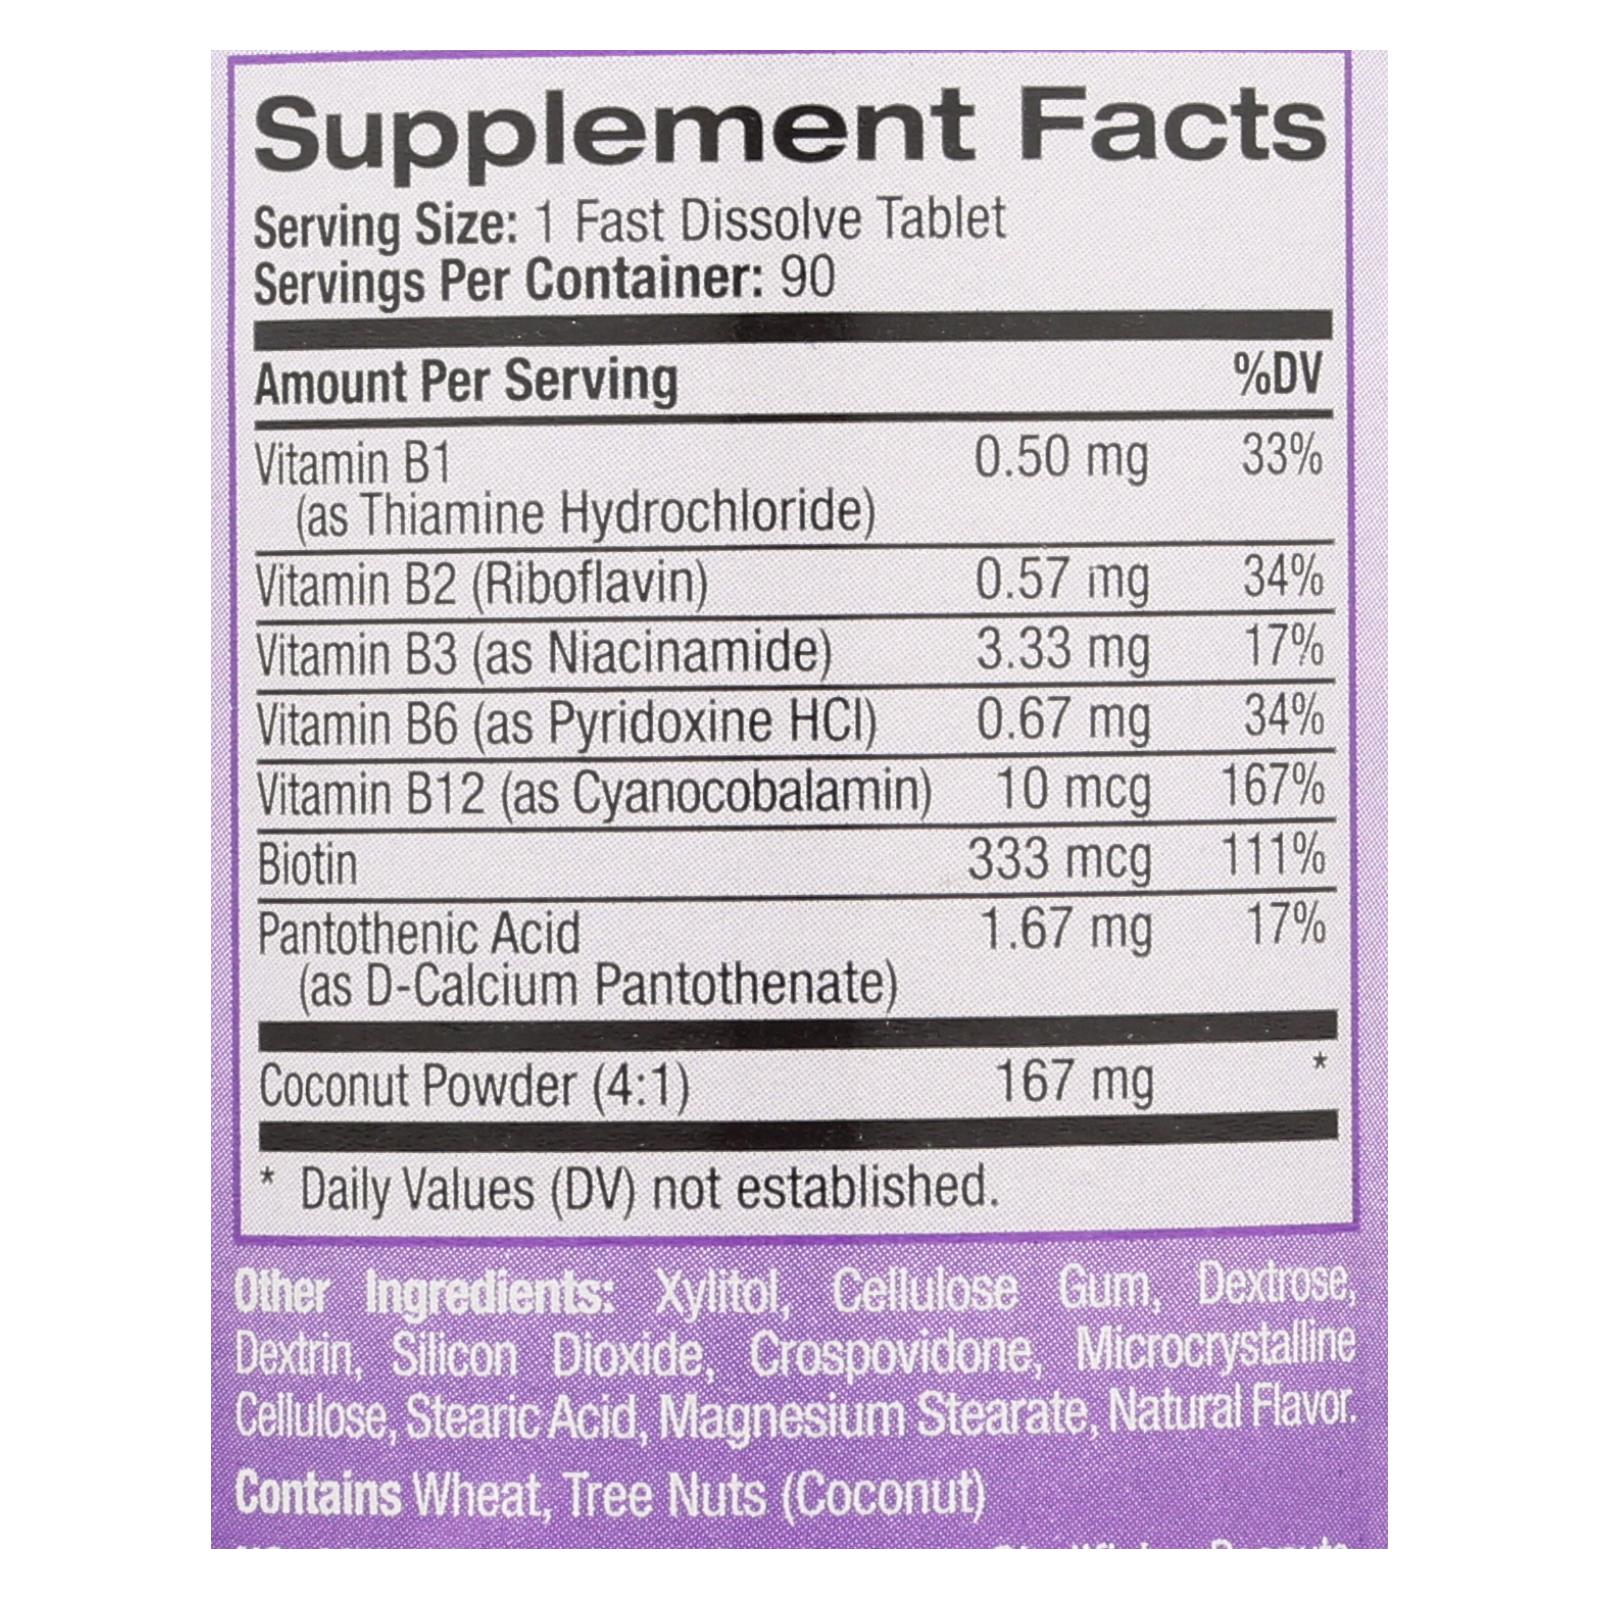 Supplement Facts
Serving Size: 1 Fast Dissolve Tablet
Servings Per Container: 90
Amount Per Serving %DV
Vitamin B1 0.50 mg 33%
(as Thiamine Hydrochloride)
Vitamin B2 (Riboflavin) 0.57 mg 34%
Vitamin B3 (as Niacinamide) 3.33 mg 17%
Vitamin B6 (as Pyridoxine HCl) 0.67 mg 34%
Vitamin B12 (as Cyanocobalamin) 10 mcg 167%
Biotin 333 mcg 111%
Pantothenic Acid 1.67 mg 17%
(as D-Calcium Pantothenate)
Coconut Powder (4:1) 167 mg *
* Daily Values (DV) not established.
Other Ingredients: Xylitol, Cellulose Gum, Dextrose,
Dextrin, Silicon Dioxide, Crospovidone, Microcrystalline
Cellulose, Stearic Acid, Magnesium Stearate, Natural Flavor.
Contains Wheat, Tree Nuts (Coconut)